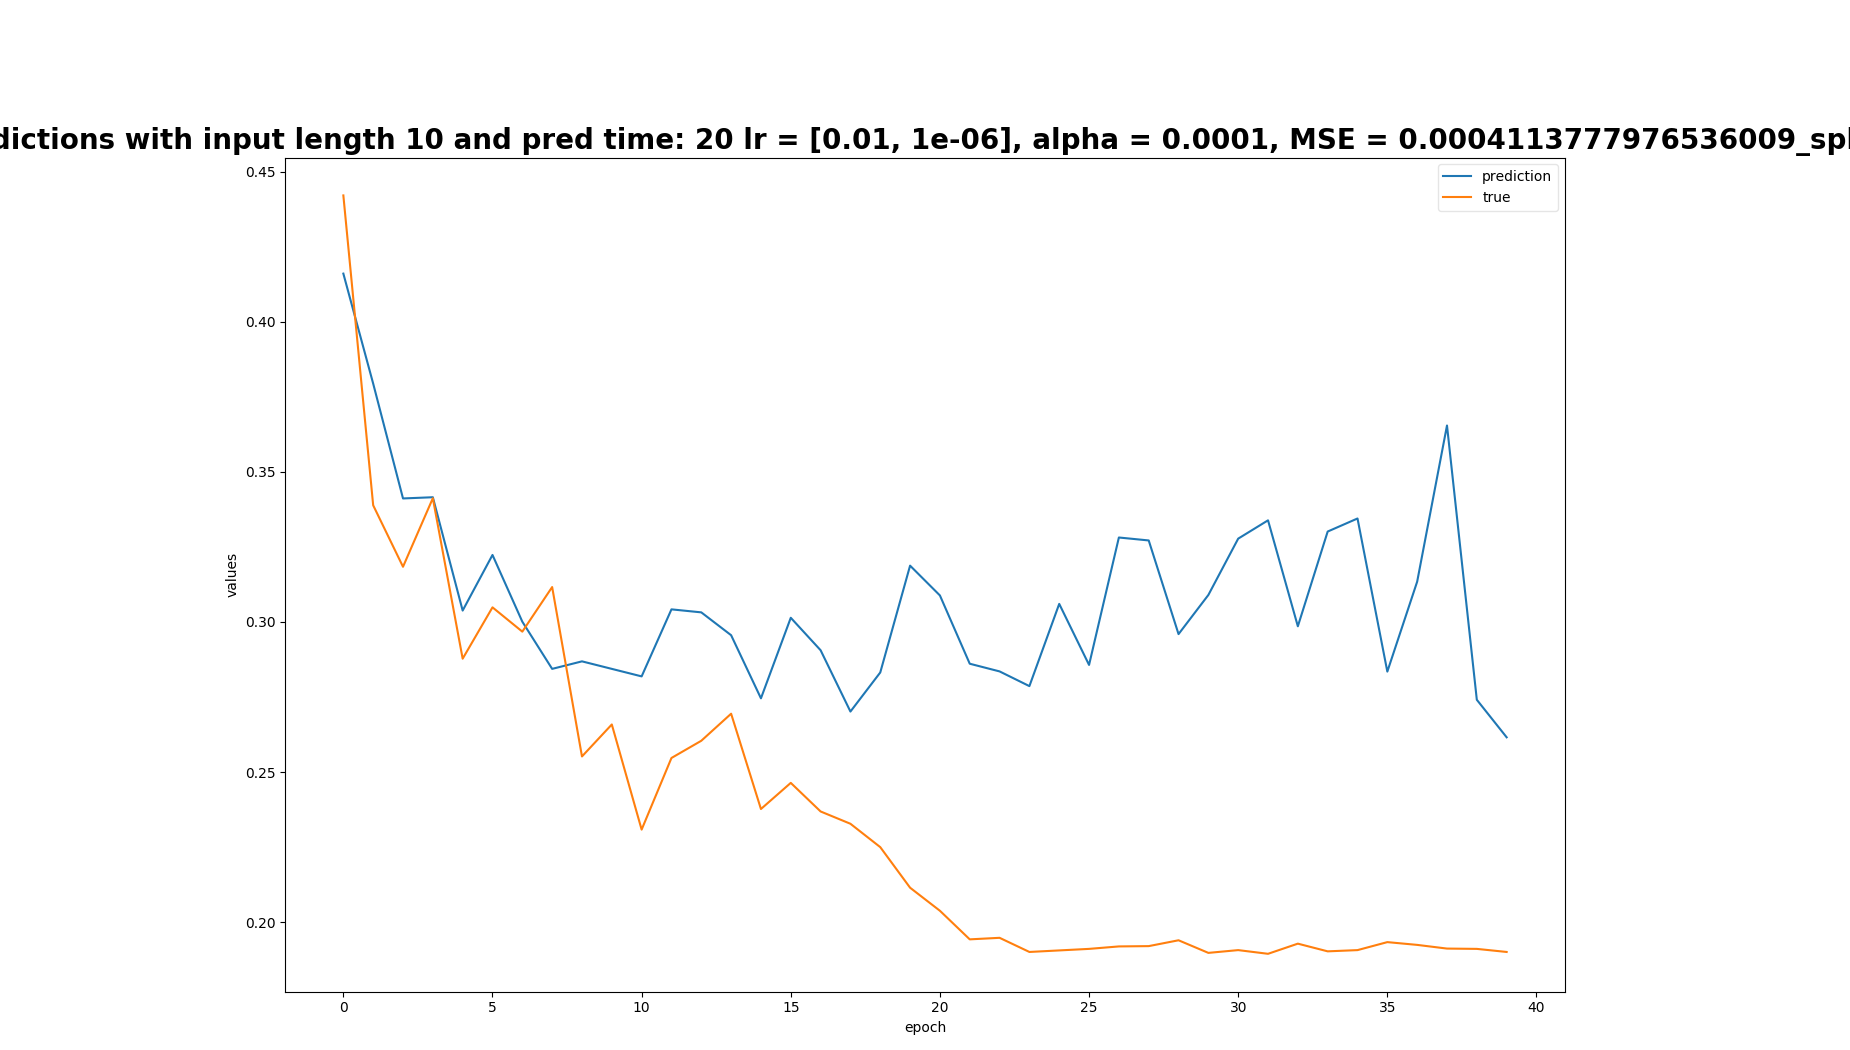 dictions with input length 10 and pred time: 20 lr = [0.01, 1e-06], alpha = 0.0001, MSE = 0.0004113777976536009_spl
prediction
true
0.45
0.40
0.35
0.30
0.25
0.20
values
0 5 10 15 20 25 30 35 40
epoch